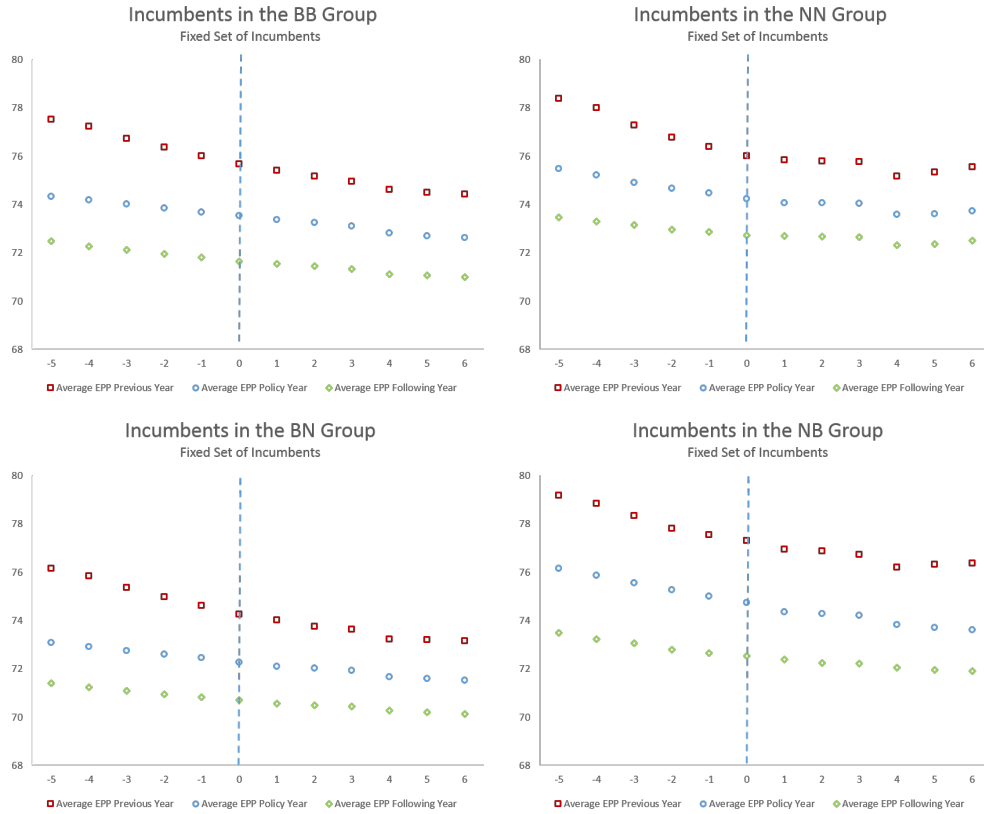 Incumbents in the BB Group
Fixed Set of Incumbents
80
78
76
74
72
70
68
-5 -4 -3 -2 -1 0 1 2 3 4 5 6
Average EPP Previous Year Average EPP Policy Year Average EPP Following Year
Incumbents in the NN Group
Fixed Set of Incumbents
80
78
76
74
72
70
68
-5 -4 -3 -2 -1 0 1 2 3 4 5 6
Average EPP Previous Year Average EPP Policy Year Average EPP Following Year
Incumbents in the BN Group
Fixed Set of Incumbents
80
78
76
74
72
70
68
-5 -4 -3 -2 -1 0 1 2 3 4 5 6
Average EPP Previous Year Average EPP Policy Year Average EPP Following Year
Incumbents in the NB Group
Fixed Set of Incumbents
80
78
76
74
72
70
68
-5 -4 -3 -2 -1 0 1 2 3 4 5 6
Average EPP Previous Year Average EPP Policy Year Average EPP Following Year